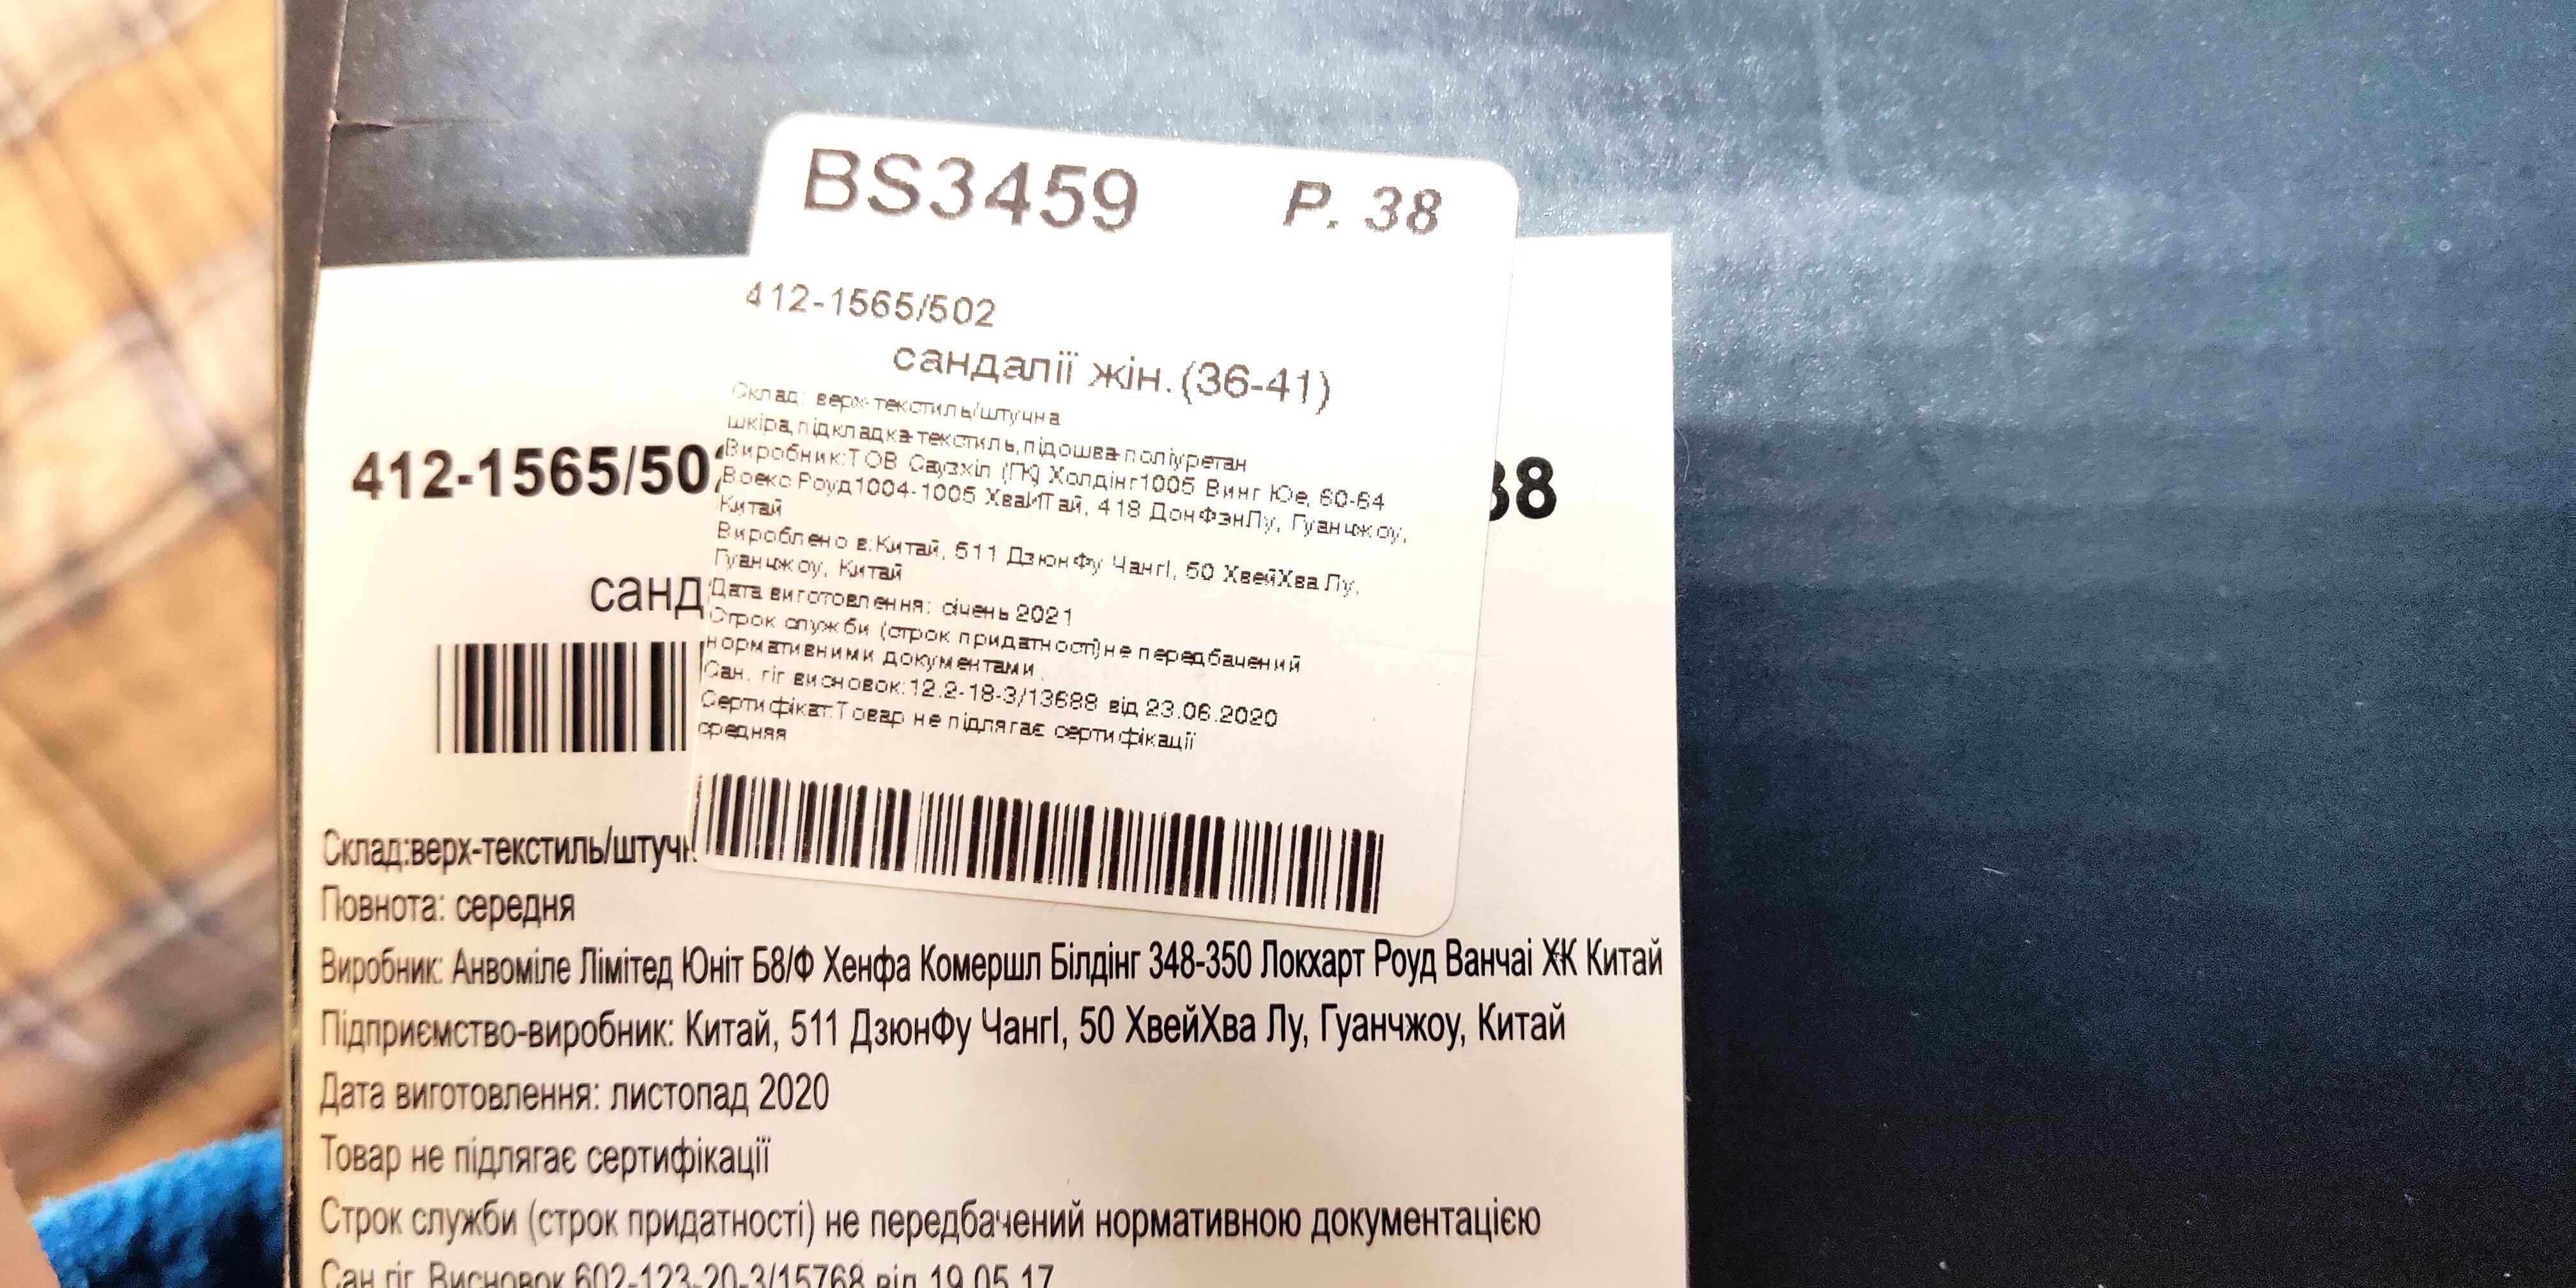 BS3459 Р. 38
412-1565/502
сандалії жін.(36-41)
Склад: верх-текстиль/штучна
шкіра,підкладка-текстиль,підошва-поліуретан
Виробник:ТОВ Саузхіл (ГК) Холдінг1005 Винг Юе, 60-64
Воекс Роуд1004-1005 ХваИТай, 418 ДонФэнЛу, Гуанчжоу,
Китай
Вироблено в:Китай, 511 ДзюнФу ЧангІ, 50 ХвейХва Лу,
Гуанчжоу, Китай
Дата виготовлення: січень 2021
Строк служби (строк придатності)не передбачений
нормативними документами
Сан. гіг висновок:12.2-18-3/13688 від 23.06.2020
Сертифікат:Товар не підлягає сертифікації
средняя
412-1565/50 38
санд
Склад:верх-текстиль/штучн
Повнота: середня
Виробник: Анвоміле Лімітед Юніт Б8/Ф Хенфа Комершл Білдінг 348-350 Локхарт Роуд Ванчаі ХК Китай
Підприємство-виробник: Китай, 511 ДзюнФу ЧангІ, 50 ХвейХва Лу, Гуанчжоу, Китай
Дата виготовлення: листопад 2020
Товар не підлягає сертифікації
Строк служби (строк придатності) не передбачений нормативною документацією
Сан.гіг. Висновок 602-123-20-3/15768 від 19.05.17